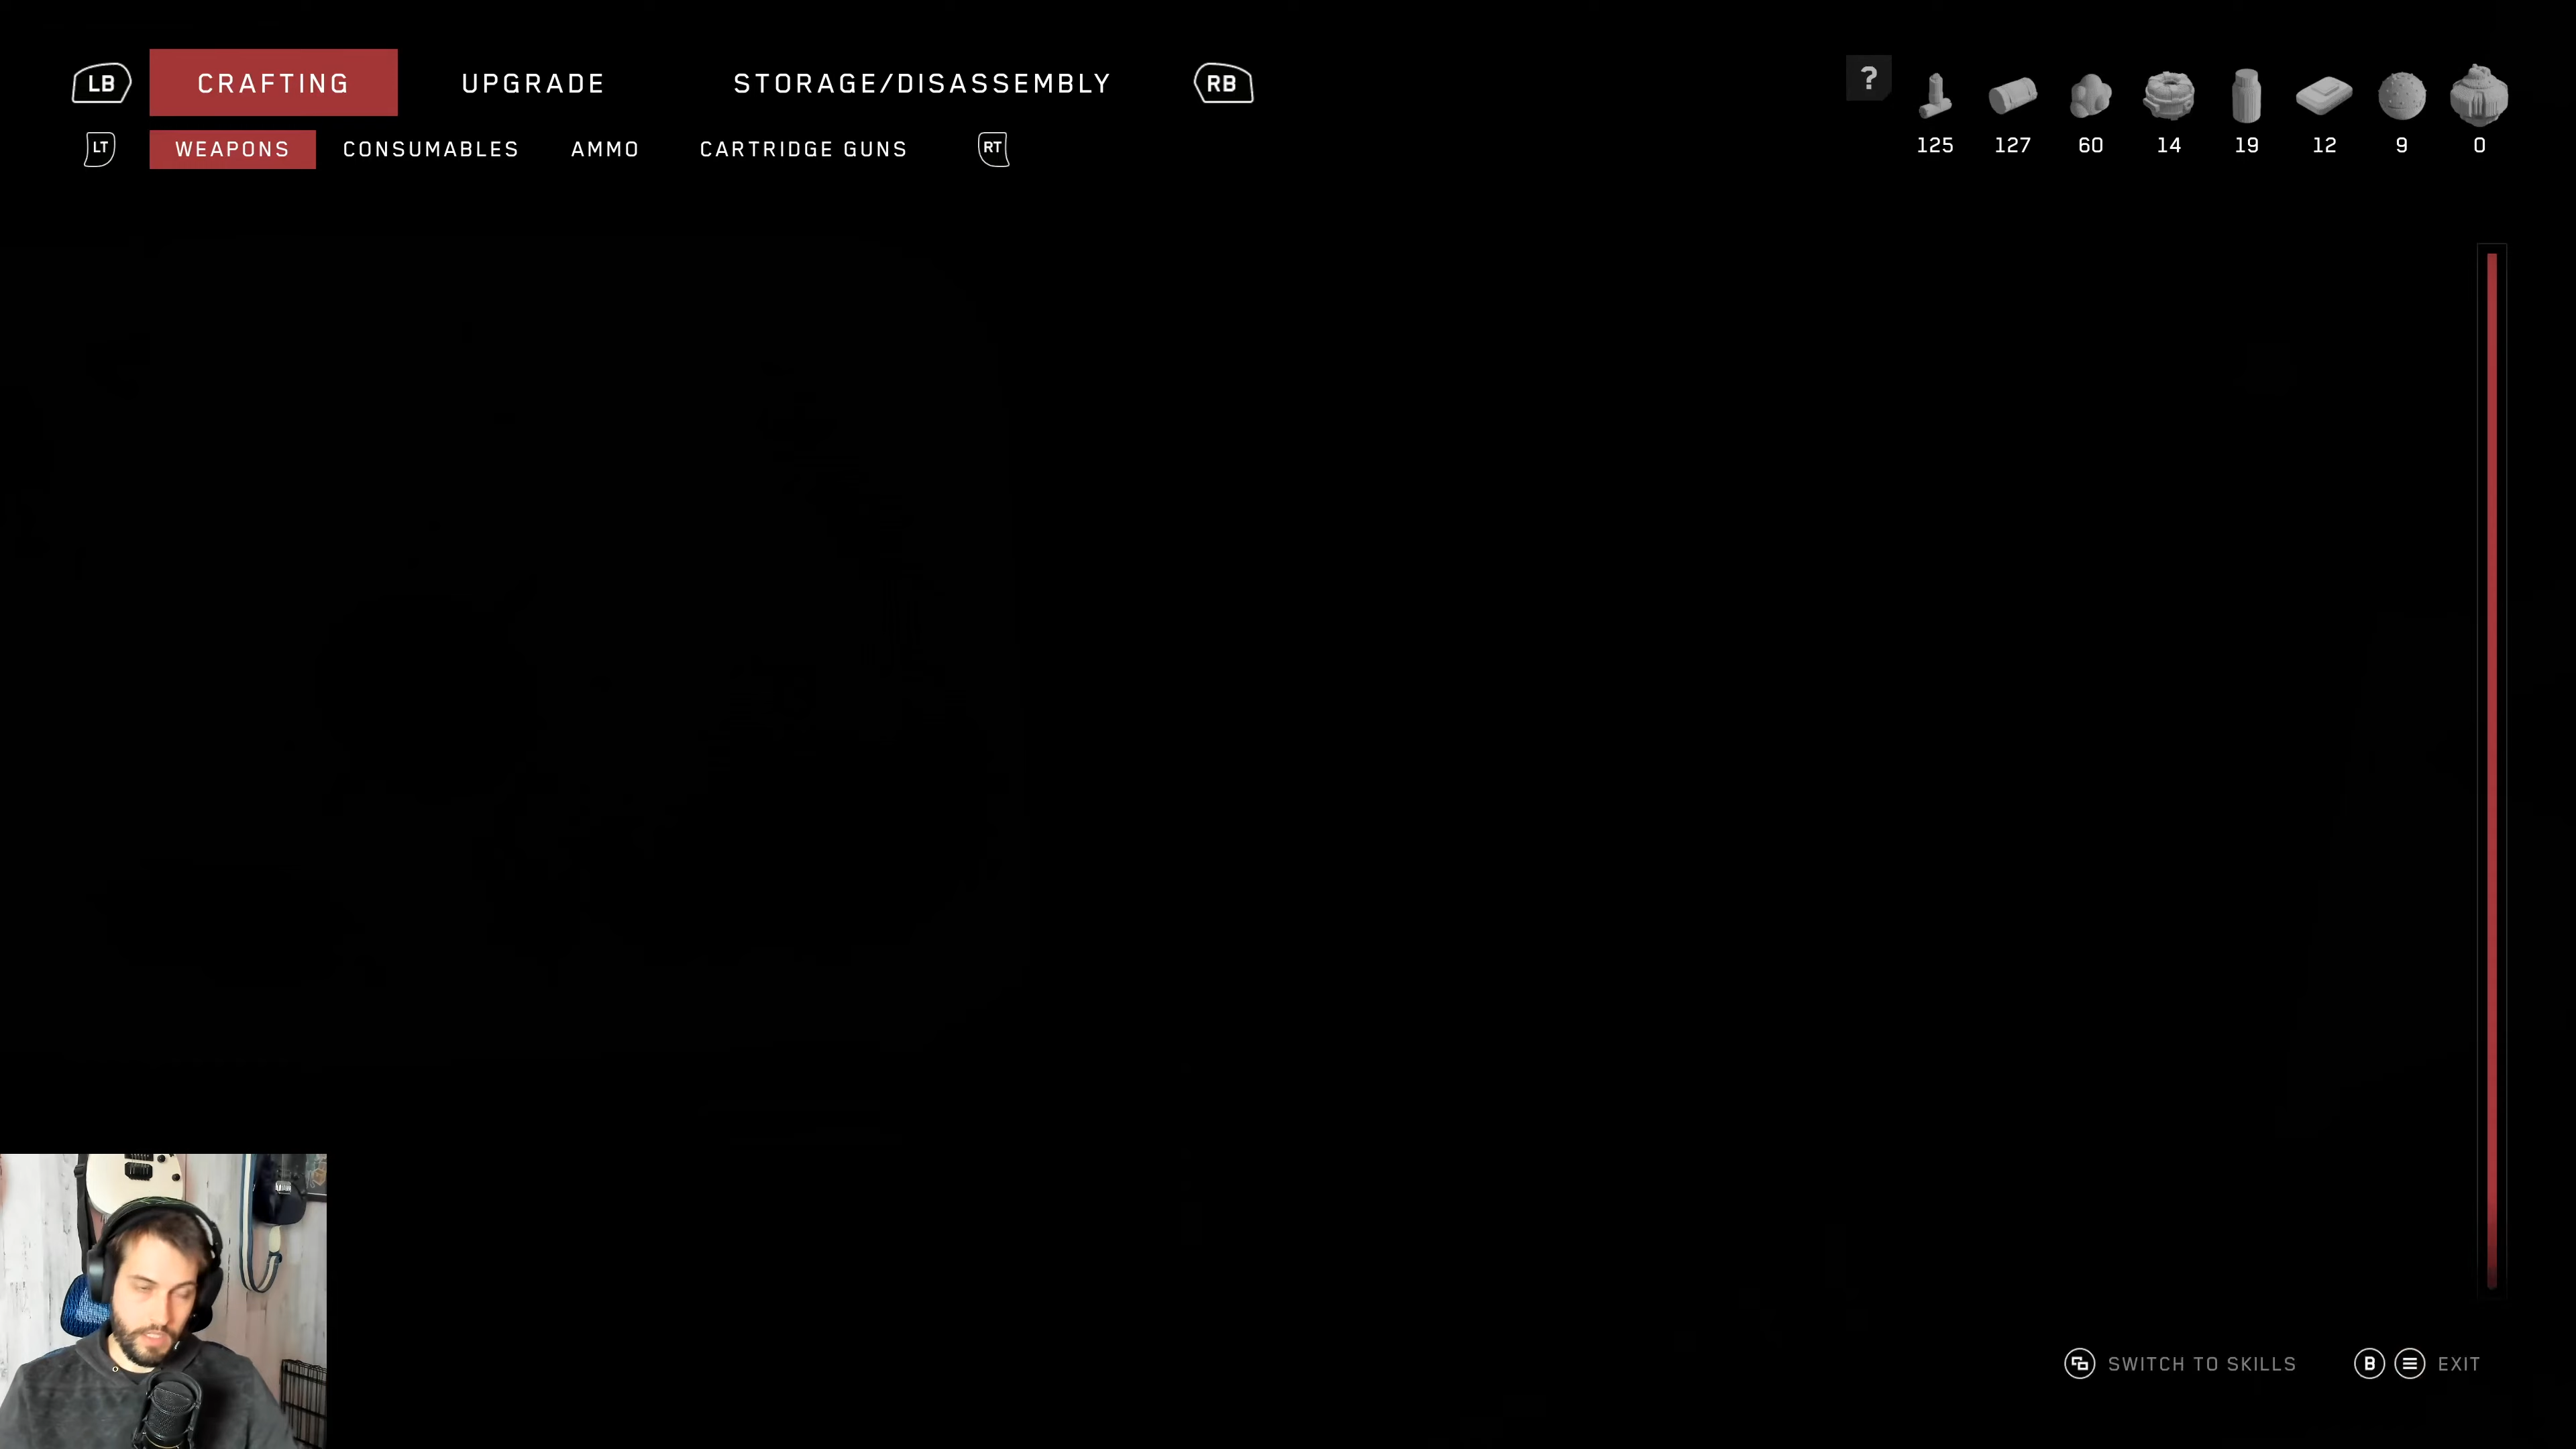 LB CRAFTING UPGRADE STORAGE/DISASSEMBLY RB ?
LT WEAPONS CONSUMABLES AMMO CARTRIDGE GUNS RT
125 127 60 14 19 12 9 0
SWITCH TO SKILLS B EXIT